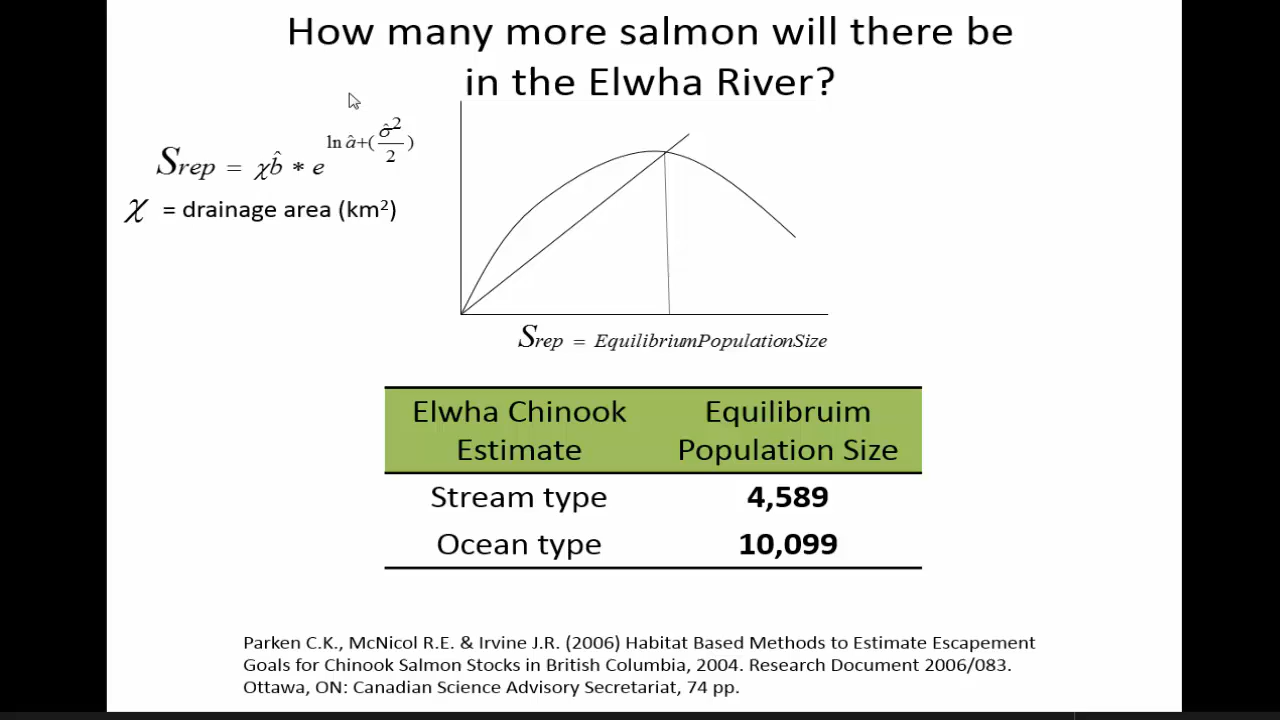 How many more salmon will there be
in the Elwha River?
Srep = χb̂ * e^(ln â+(σ̂²/2))
χ = drainage area (km²)
Srep = EquilibriumPopulationSize
Elwha Chinook Estimate
Equilbruim Population Size
Stream type 4,589
Ocean type 10,099
Parken C.K., McNicol R.E. & Irvine J.R. (2006) Habitat Based Methods to Estimate Escapement
Goals for Chinook Salmon Stocks in British Columbia, 2004. Research Document 2006/083.
Ottawa, ON: Canadian Science Advisory Secretariat, 74 pp.